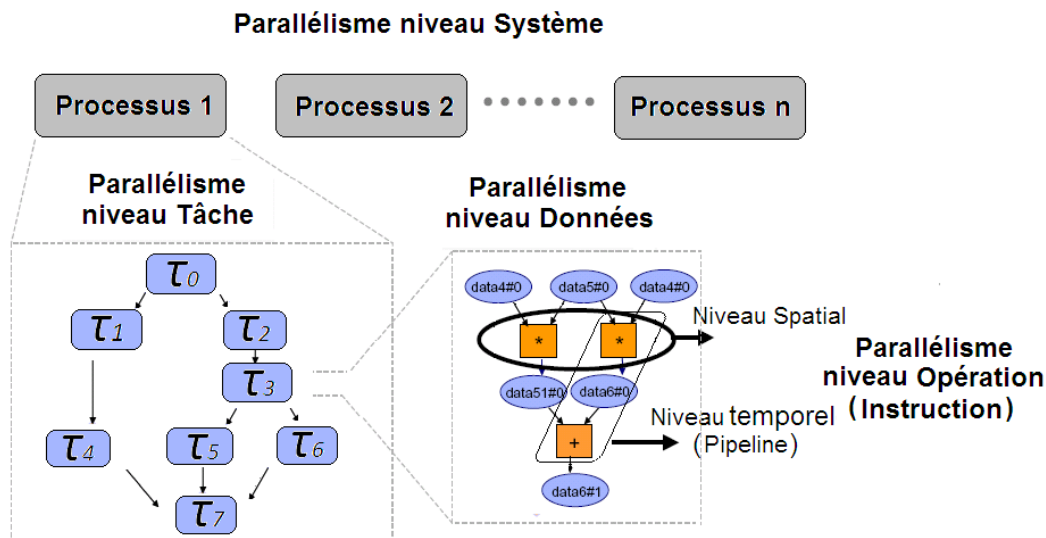 Parallélisme niveau Système
Processus 1
Processus 2
Processus n
Parallélisme
niveau Tâche
Parallélisme
niveau Données
τ0
τ1
τ2
τ3
τ4
τ5
τ6
τ7
data4#0
data5#0
data4#0
*
*
data51#0
data6#0
+
data6#1
Niveau Spatial
Niveau temporel
(Pipeline)
Parallélisme
niveau Opération
(Instruction)